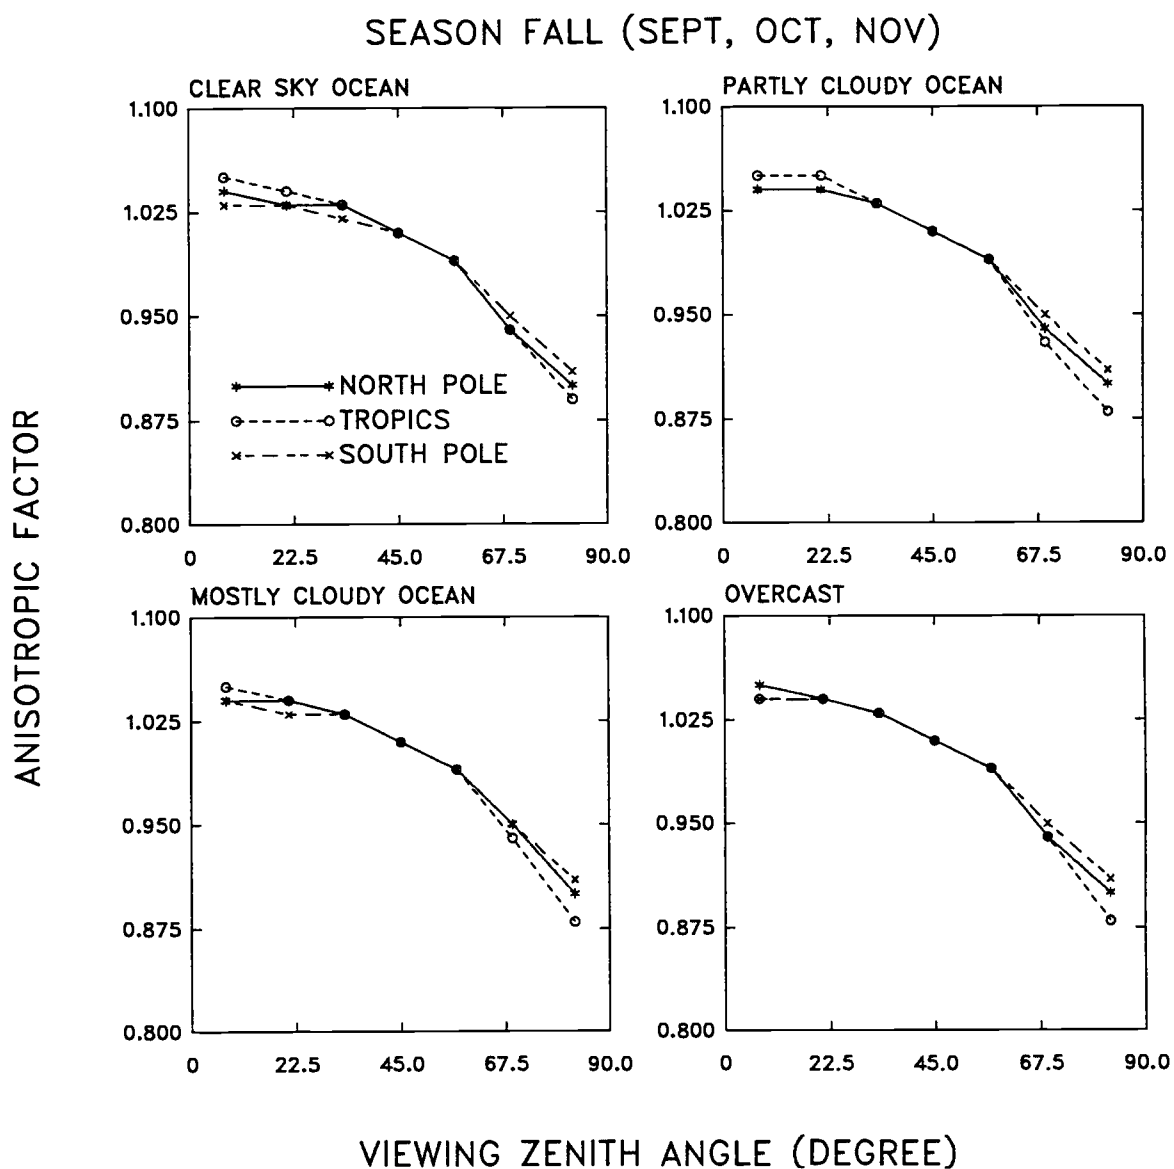 SEASON FALL (SEPT, OCT, NOV)
CLEAR SKY OCEAN
1.100
1.025
0.950
0.875
0.800
0 22.5 45.0 67.5 90.0
NORTH POLE
TROPICS
SOUTH POLE
PARTLY CLOUDY OCEAN
1.100
1.025
0.950
0.875
0.800
0 22.5 45.0 67.5 90.0
MOSTLY CLOUDY OCEAN
1.100
1.025
0.950
0.875
0.800
0 22.5 45.0 67.5 90.0
OVERCAST
1.100
1.025
0.950
0.875
0.800
0 22.5 45.0 67.5 90.0
ANISOTROPIC FACTOR
VIEWING ZENITH ANGLE (DEGREE)